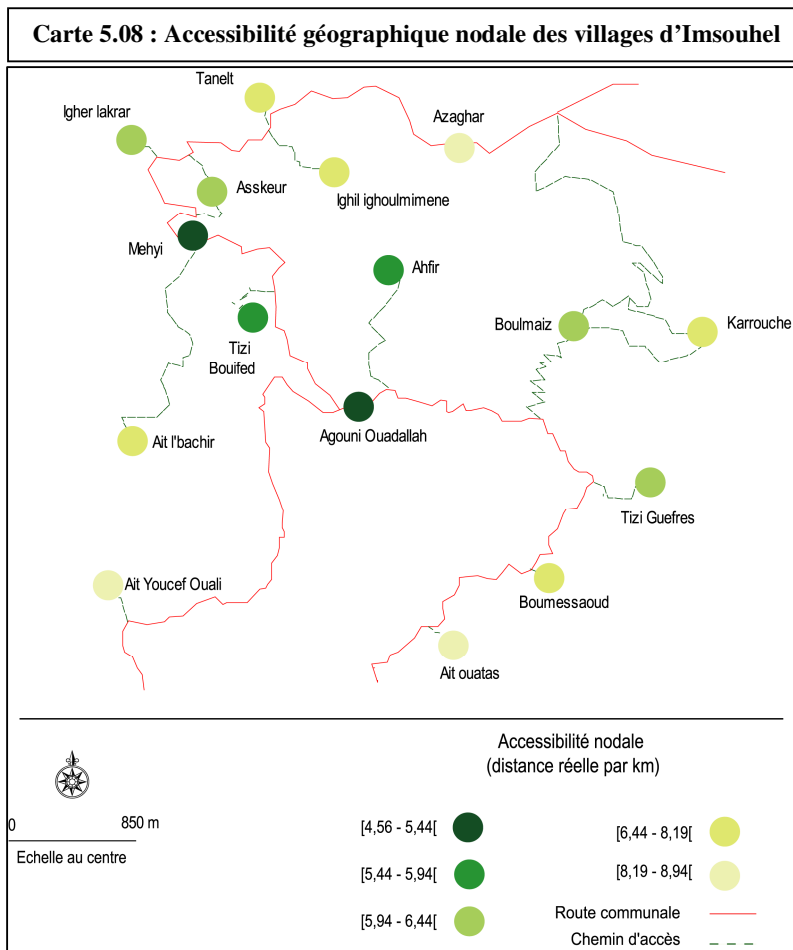 Carte 5.08 : Accessibilité géographique nodale des villages d'Imsouhel
Tanelt
Igher lakrar
Azaghar
Asskeur
Ighil ighoulmimene
Mehyi
Ahfir
Boulmaiz
Karrouche
Tizi
Bouifed
Agouni Ouadallah
Ait l'bachir
Tizi Guefres
Ait Youcef Ouali
Boumessaoud
Ait ouatas
Accessibilité nodale
(distance réelle par km)
0 850 m
Echelle au centre
[4,56 - 5,44[
[5,44 - 5,94[
[5,94 - 6,44[
[6,44 - 8,19[
[8,19 - 8,94[
Route communale
Chemin d'accès